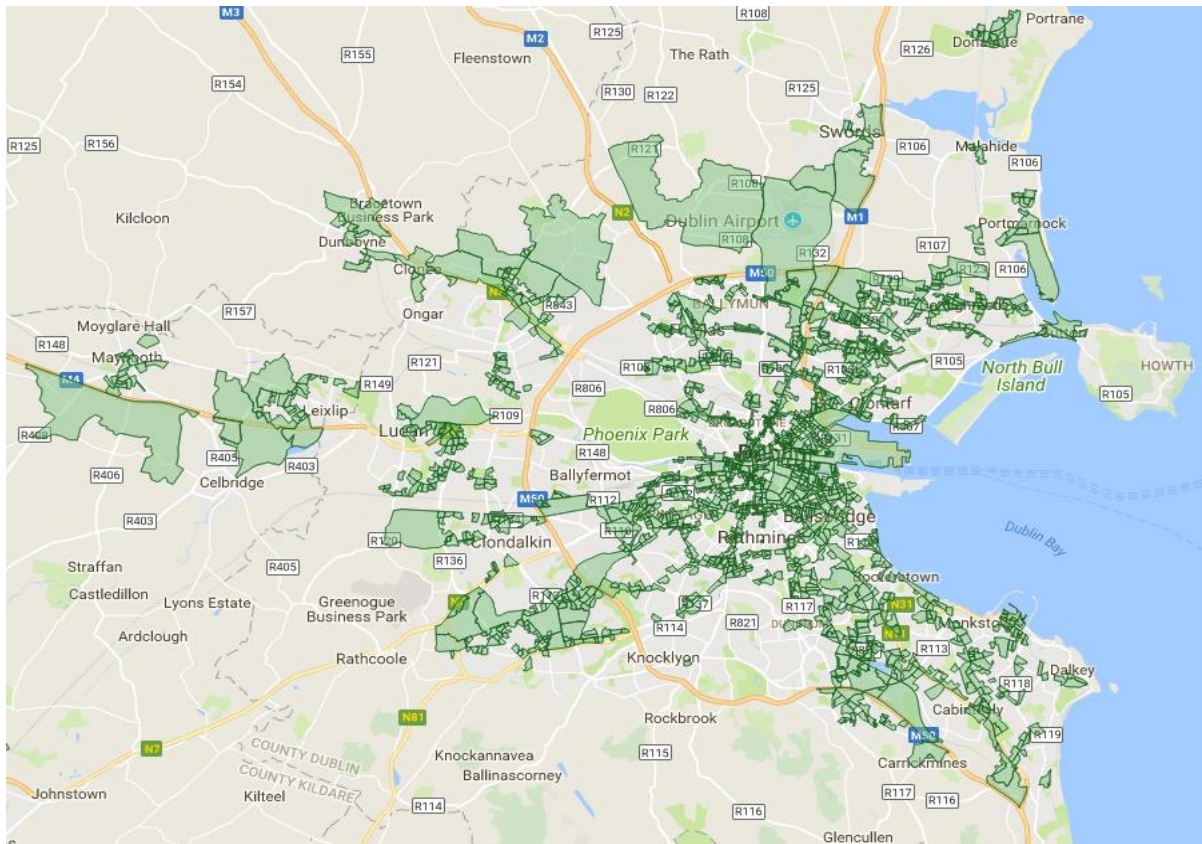 M3
R108
Portrane
M2
R125
R155
Fleenstown
The Rath
R126
R154
R130
R122
R125
Swords
R125
R156
R121
R106
Malahide
R106
R108
Kilcloon
Bracetown
Business Park
N2
Dublin Airport
M1
Portmarnock
Dunboyne
R108
R132
R107
R106
Clonee
M50
R157
Ongar
R843
BALLYMUN
Moyglare Hall
R148
Maynooth
R121
R105
M4
R149
R806
North Bull
Island
HOWTH
R105
Leixlip
R109
R806
Clontarf
Lucan
Phoenix Park
R131
R148
R405
R403
R406
Celbridge
Ballyfermot
M50
R112
R403
R120
Clondalkin
Ballsbridge
Rathmines
Dublin Bay
R136
Straffan
R405
Castledillon
Lyons Estate
Greenogue
Business Park
Booterstown
N31
R117
R114
R821
Monkstown
R113
Ardclough
Rathcoole
Knocklyon
Dalkey
R118
N81
Rockbrook
Cabinteely
R119
N7
COUNTY DUBLIN
COUNTY KILDARE
Knockannavea
Ballinascorney
R115
M50
Carrickmines
Johnstown
Kilteel
R114
R117
R116
R116
Glencullen